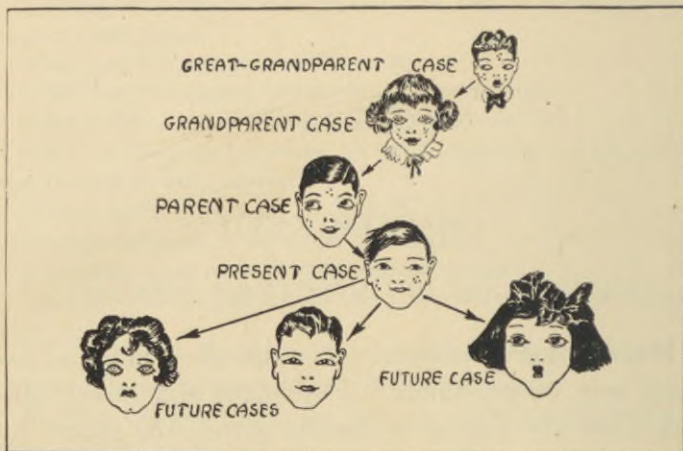 GREAT-GRANDPARENT CASE
GRANDPARENT CASE
PARENT CASE
PRESENT CASE
FUTURE CASES
FUTURE CASE